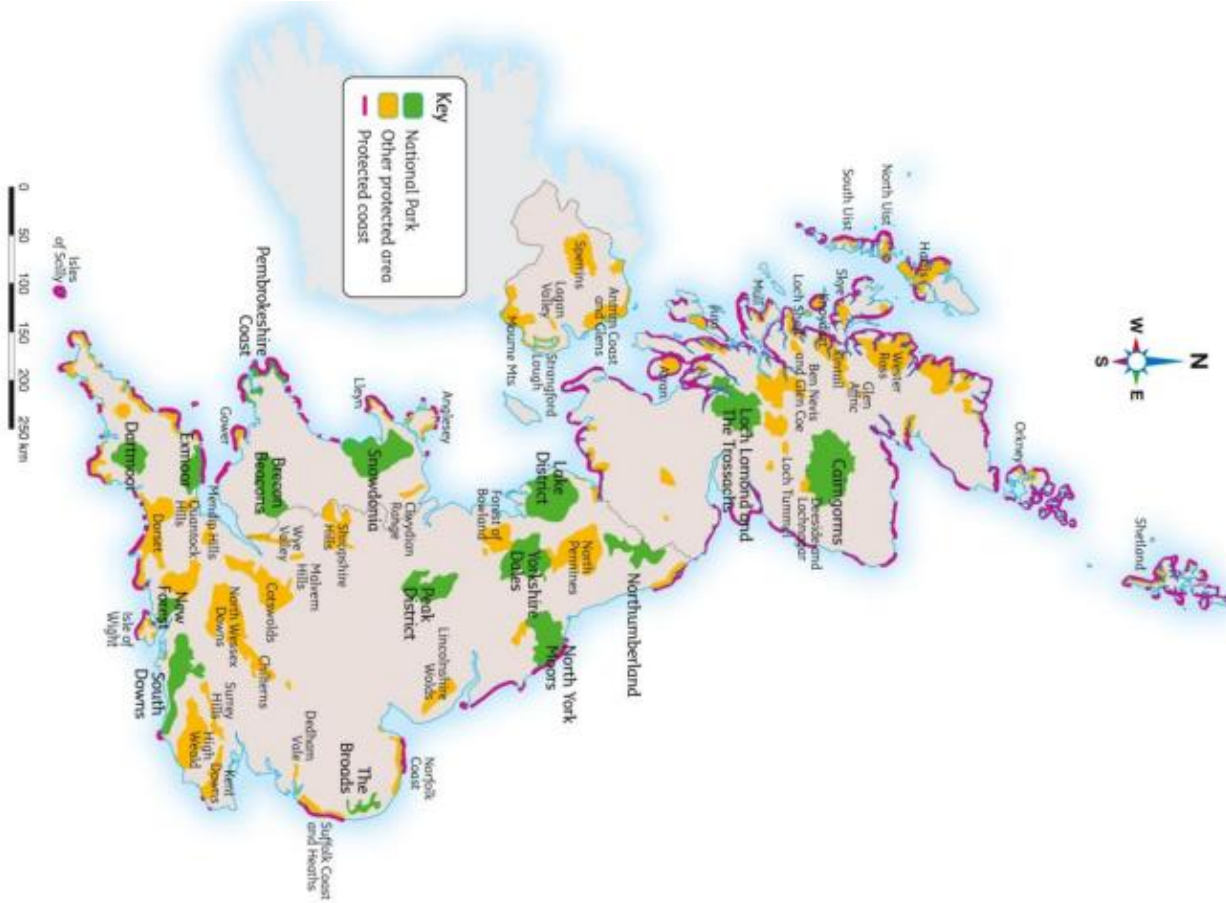 N
W
E
S
Shetland
Orkney
Harris
North Uist
South Uist
Wester
Ross
Skye
Glen
Affric
Kintail
Knoydart
Cairngorms
Deeside and
Lochnagar
Loch Shiel
Ben Nevis
and Glen Coe
Loch Tummel
Mull
Loch Lomond and
The Trossachs
Jura
Arran
Northumberland
Antrim Coast
and Glens
Sperrins
Lagan
Valley
Strangford
Lough
Mourne Mts
North
Pennines
Lake
District
Yorkshire
Dales
North York
Moors
Forest of
Bowland
Key
National Park
Other protected area
Protected coast
Anglesey
Lleyn
Clwydian
Range
Snowdonia
Peak
District
Lincolnshire
Wolds
Norfolk
Coast
The
Broads
Shropshire
Hills
Malvern
Hills
Wye
Valley
Dedham
Vale
Suffolk Coast
and Heaths
Pembrokeshire
Coast
Brecon
Beacons
Gower
Cotswolds
Chilterns
North Wessex
Downs
Surrey
Hills
Kent
Downs
High
Weald
Mendip Hills
Quantock
Hills
Exmoor
Dartmoor
Dorset
New
Forest
South
Downs
Isle of
Wight
Isles
of Scilly
0
50
100
150
200
250 km